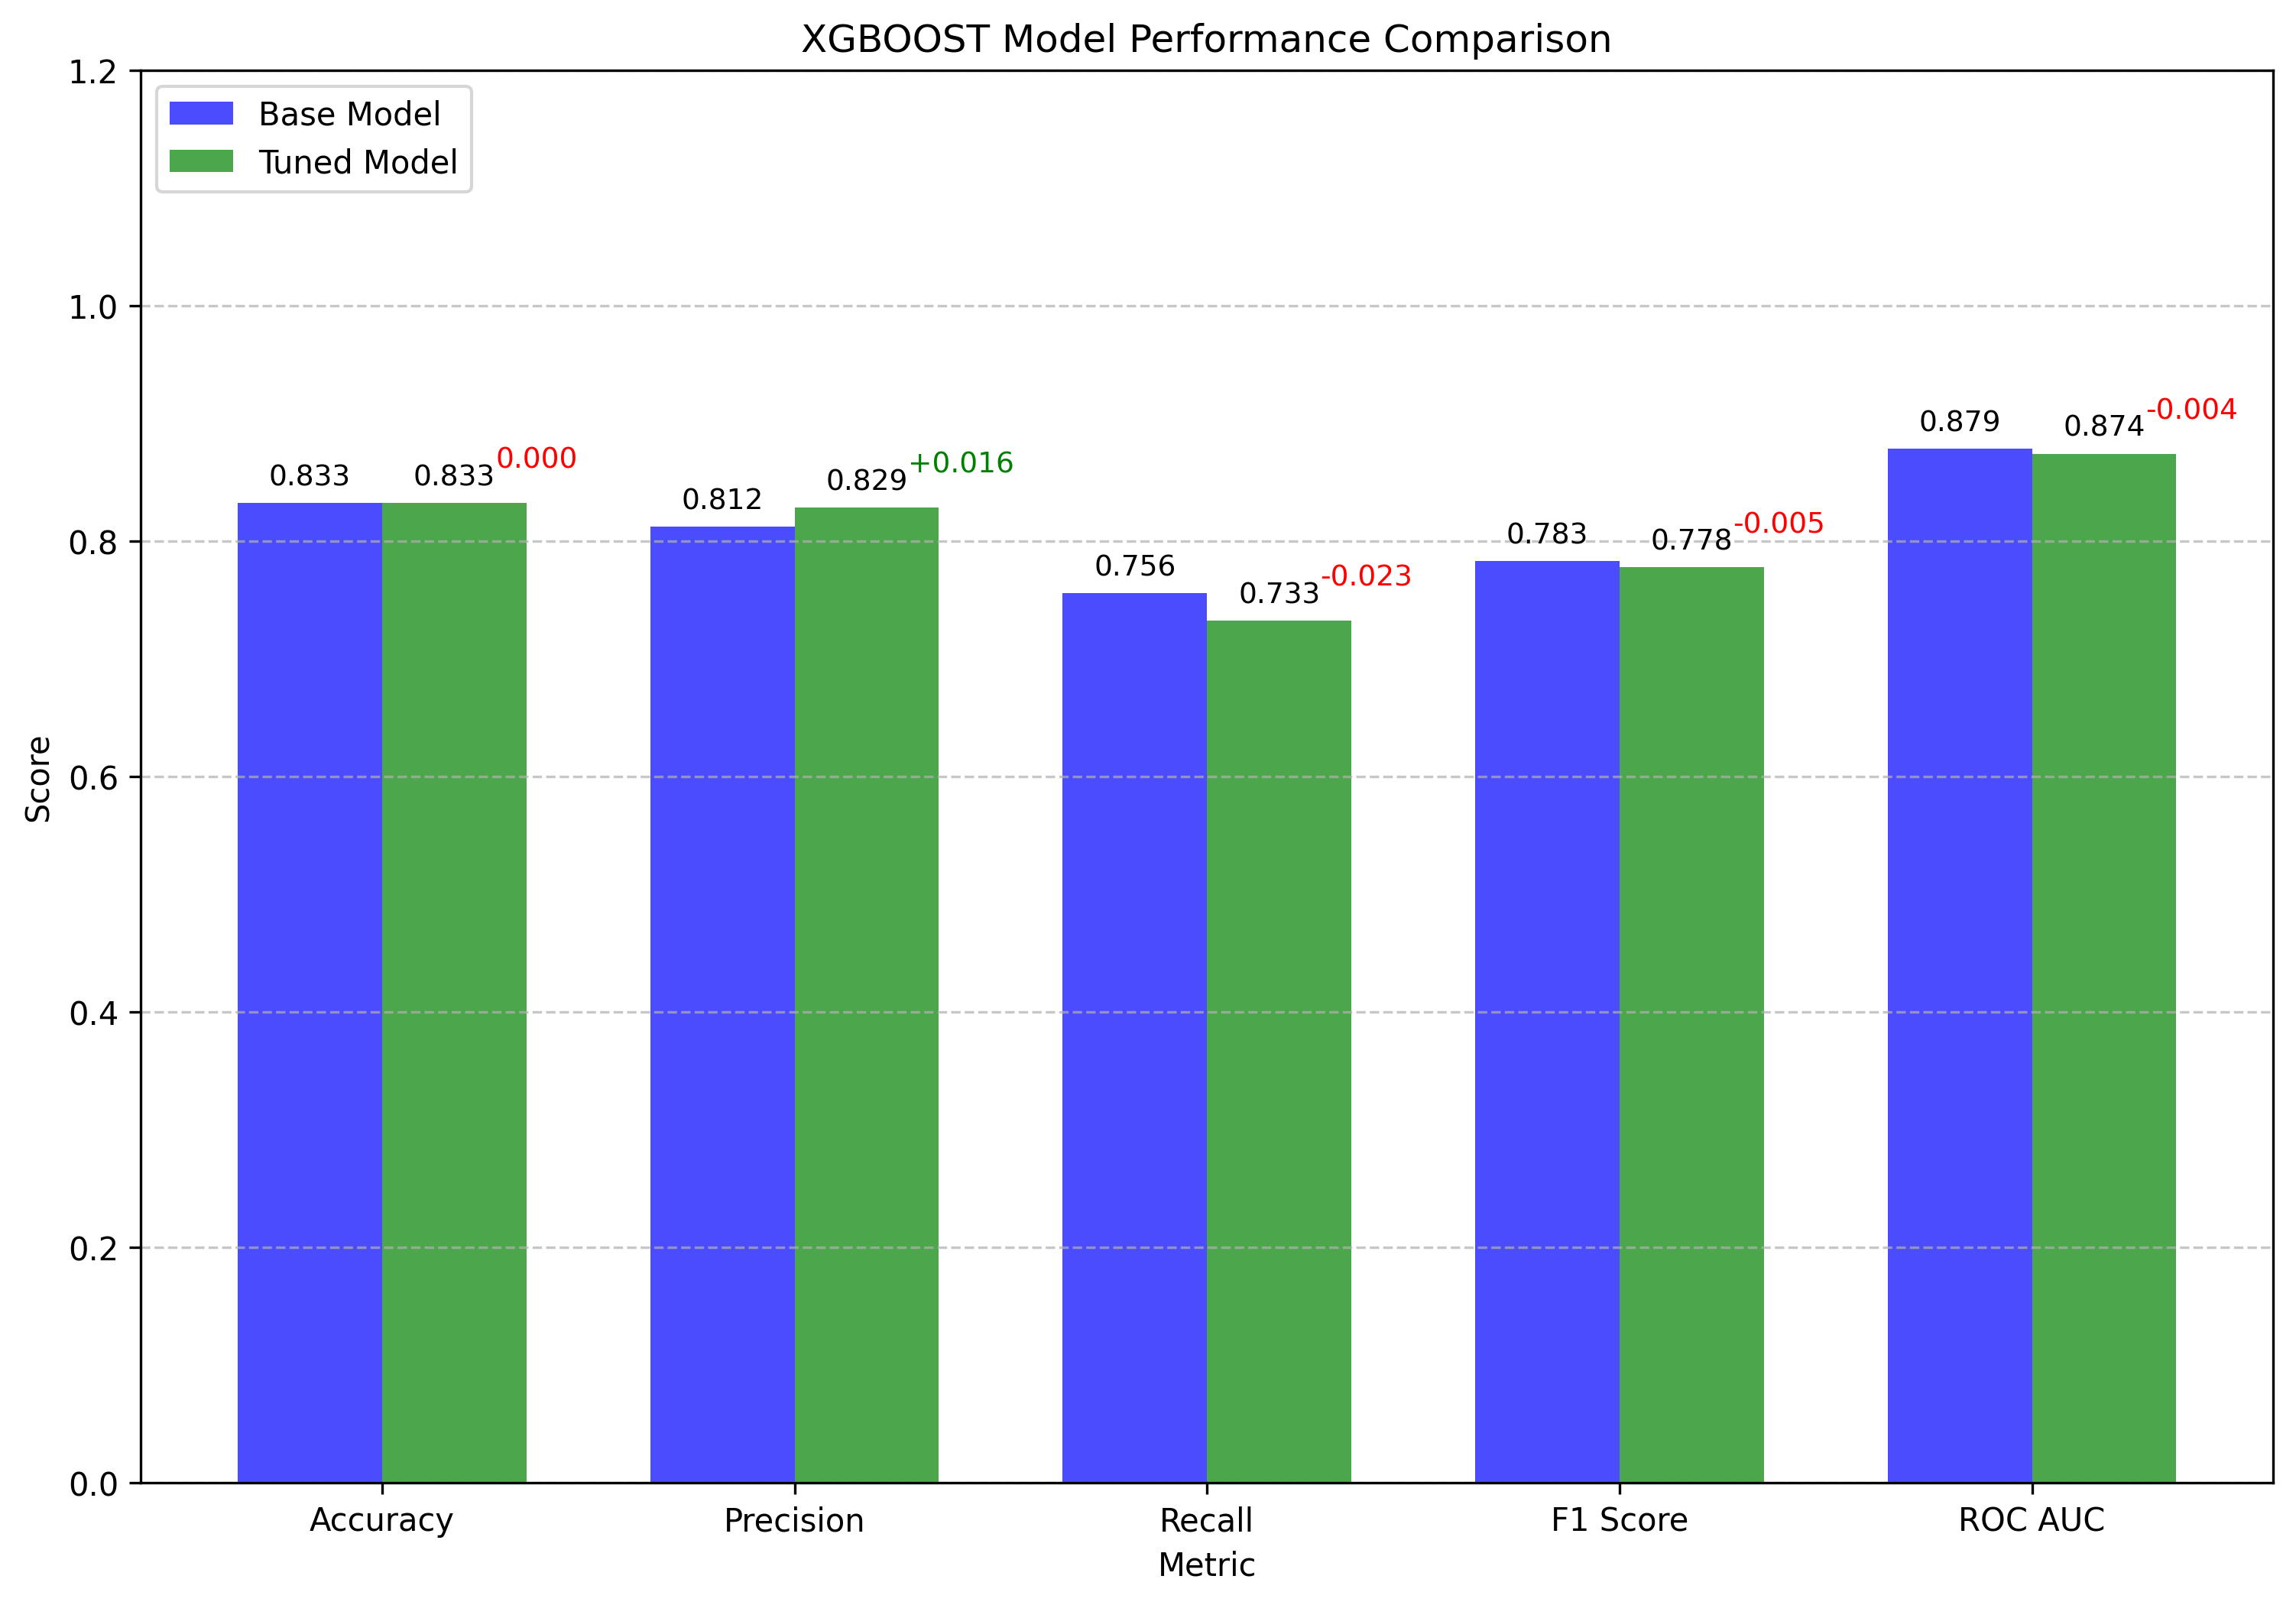 XGBOOST Model Performance Comparison
Base Model
Tuned Model
Score
1.2
1.0
0.8
0.6
0.4
0.2
0.0
0.833
0.833
0.000
0.812
0.829
+0.016
0.756
0.733
-0.023
0.783
0.778
-0.005
0.879
0.874
-0.004
Accuracy
Precision
Recall
F1 Score
ROC AUC
Metric